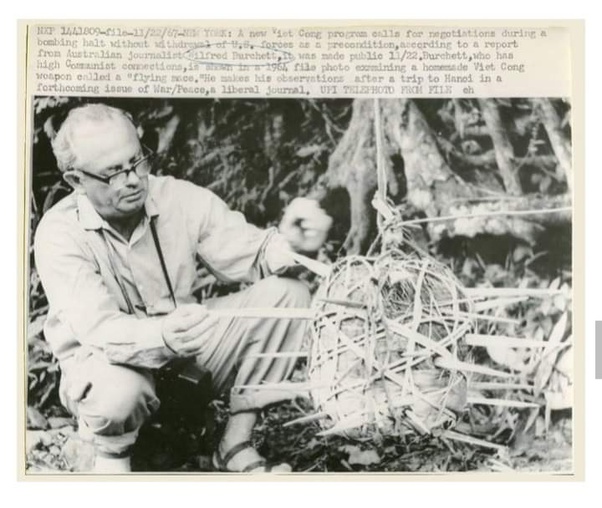 NXP 1441809-file-11/22/67-NEW YORK: A new Viet Cong program calls for negotiations during a
bombing halt without withdrawal of U.S. forces as a precondition,according to a report
from Australian journalist Wilfred Burchett,it was made public 11/22.Burchett,who has
high Communist connections,is shown in a 1964 file photo examining a homemade Viet Cong
weapon called a "flying mace."He makes his observations after a trip to Hanoi in a
forthcoming issue of War/Peace,a liberal journal. UPI TELEPHOTO FROM FILE eh